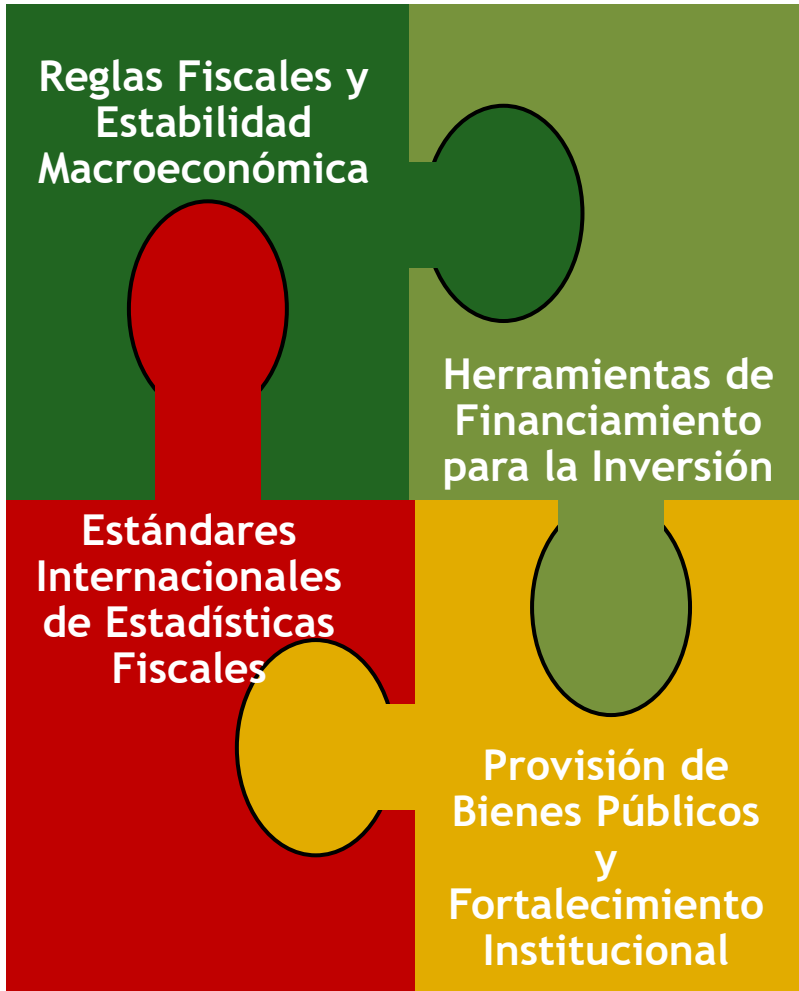 Reglas Fiscales y
Estabilidad
Macroeconómica
Herramientas de
Financiamiento
para la Inversión
Estándares
Internacionales
de Estadísticas
Fiscales
Provisión de
Bienes Públicos
y
Fortalecimiento
Institucional